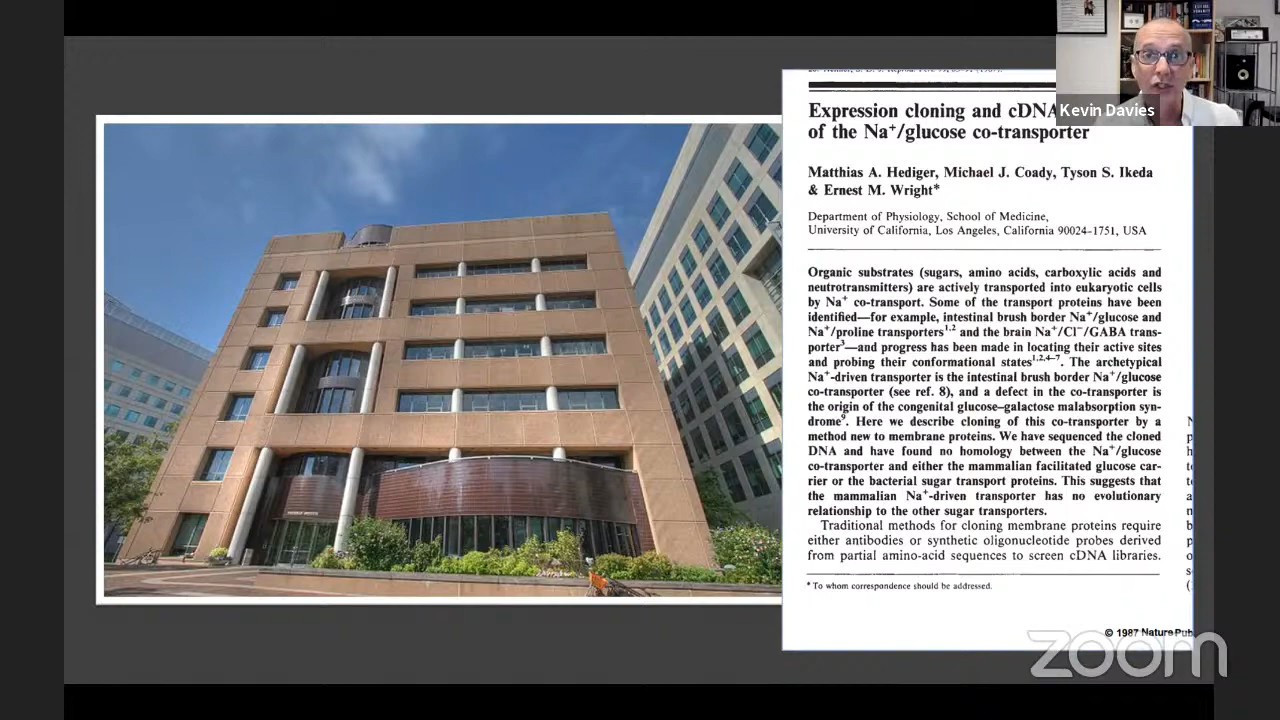 Kevin Davies
Expression cloning and cDNA
of the Na⁺/glucose co-transporter
Matthias A. Hediger, Michael J. Coady, Tyson S. Ikeda
& Ernest M. Wright*
Department of Physiology, School of Medicine,
University of California, Los Angeles, California 90024–1751, USA
Organic substrates (sugars, amino acids, carboxylic acids and
neutrotransmitters) are actively transported into eukaryotic cells
by Na⁺ co-transport. Some of the transport proteins have been
identified—for example, intestinal brush border Na⁺/glucose and
Na⁺/proline transporters¹,² and the brain Na⁺/Cl⁻/GABA trans-
porter³—and progress has been made in locating their active sites
and probing their conformational states¹,²,⁴⁻⁷. The archetypical
Na⁺-driven transporter is the intestinal brush border Na⁺/glucose
co-transporter (see ref. 8), and a defect in the co-transporter is
the origin of the congenital glucose–galactose malabsorption syn-
drome⁹. Here we describe cloning of this co-transporter by a
method new to membrane proteins. We have sequenced the cloned
DNA and have found no homology between the Na⁺/glucose
co-transporter and either the mammalian facilitated glucose car-
rier or the bacterial sugar transport proteins. This suggests that
the mammalian Na⁺-driven transporter has no evolutionary
relationship to the other sugar transporters.
Traditional methods for cloning membrane proteins require
either antibodies or synthetic oligonucleotide probes derived
from partial amino-acid sequences to screen cDNA libraries.
* To whom correspondence should be addressed.
© 1987 Nature Pub
zoom